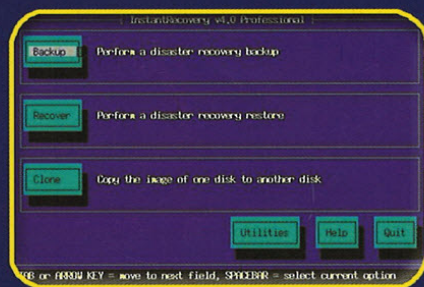 InstantRecovery v4.0 Professional
Backup Perform a disaster recovery backup
Recover Perform a disaster recovery restore
Clone Copy the image of one disk to another disk
Utilities Help Quit
TAB or ARROW KEY = move to next field, SPACEBAR = select current option